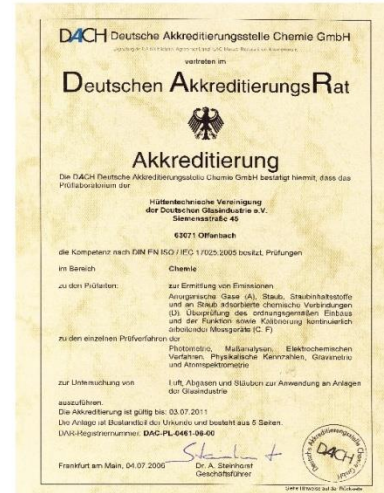 DACH Deutsche Akkreditierungsstelle Chemie GmbH
vertreten im
Deutschen AkkreditierungsRat
Akkreditierung
Die DACH Deutsche Akkreditierungsstelle Chemie GmbH bestätigt hiermit, dass das
Prüflaboratorium der
Hüttentechnische Vereinigung
der Deutschen Glasindustrie e.V.
Siemensstraße 45
63071 Offenbach
die Kompetenz nach DIN EN ISO / IEC 17025:2005 besitzt, Prüfungen
im Bereich Chemie
zu den Prüfarten: zur Ermittlung von Emissionen
Anorganische Gase (A), Staub, Staubinhaltsstoffe
und an Staub adsorbierte chemische Verbindungen
(D), Überprüfung des ordnungsgemäßen Einbaus
und der Funktion sowie Kalibrierung kontinuierlich
arbeitender Messgeräte (C, F)
zu den einzelnen Prüfverfahren der
Photometrie, Maßanalysen, Elektrochemischen
Verfahren, Physikalische Kennzahlen, Gravimetrie
und Atomspektrometrie
zur Untersuchung von Luft, Abgasen und Stäuben zur Anwendung an Anlagen
der Glasindustrie
auszuführen.
Die Akkreditierung ist gültig bis: 03.07.2011
Die Anlage ist Bestandteil der Urkunde und besteht aus 5 Seiten.
DAR-Registriernummer: DAC-PL-0461-06-00
Frankfurt am Main, 04.07.2006
Dr. A. Steinhorst
Geschäftsführer
DACH
Siehe Hinweise auf der Rückseite